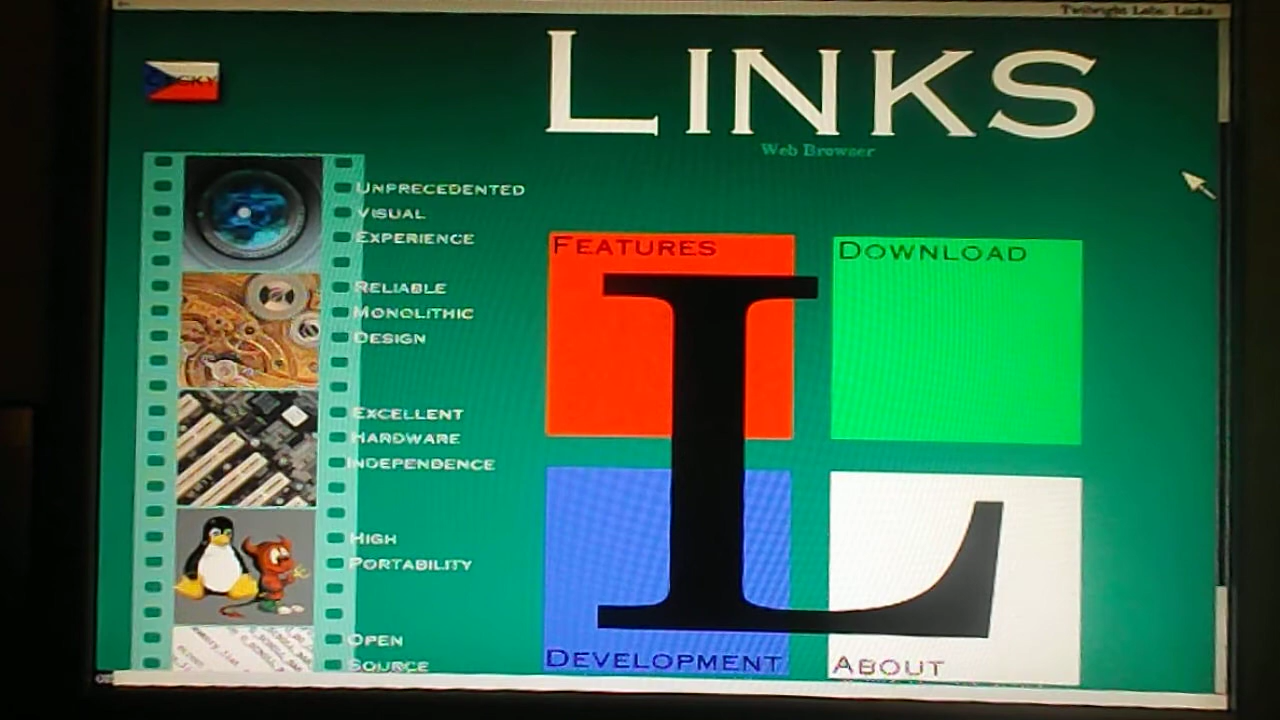 Twibright Labs: Links
LINKS
Web Browser
ČESKY
UNPRECEDENTED
VISUAL
EXPERIENCE
RELIABLE
MONOLITHIC
DESIGN
EXCELLENT
HARDWARE
INDEPENDENCE
HIGH
PORTABILITY
OPEN
SOURCE
FEATURES
DOWNLOAD
L
DEVELOPMENT
ABOUT